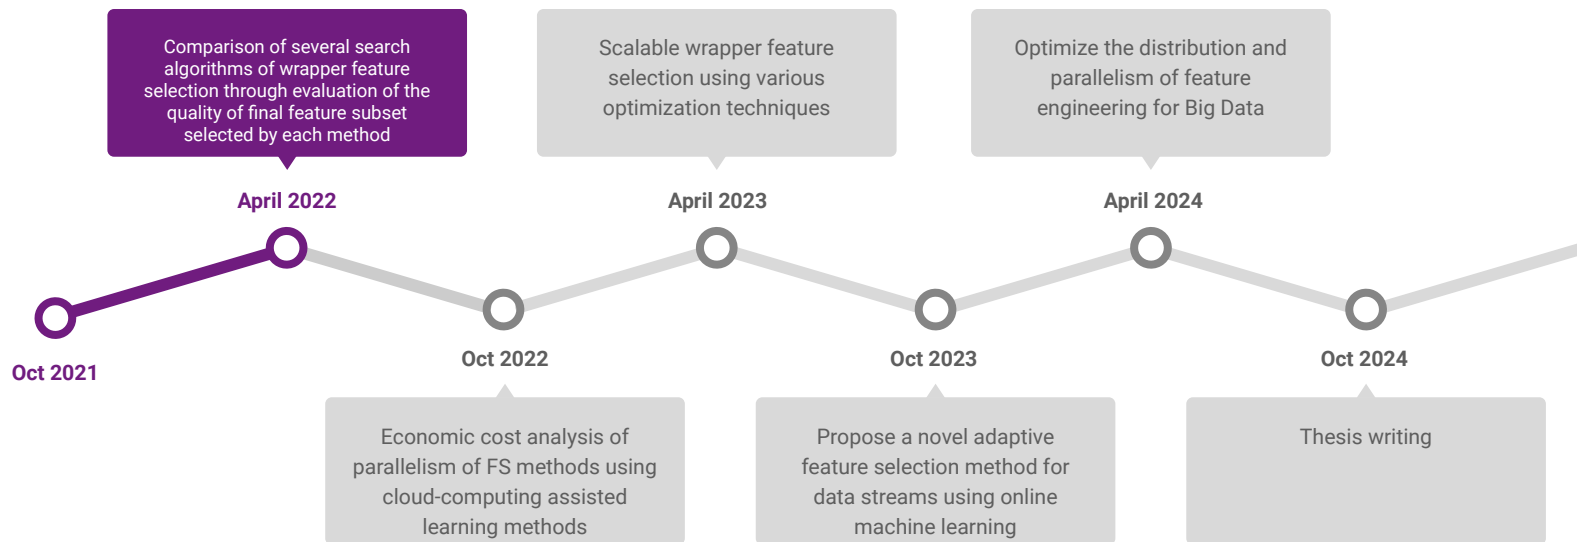 Comparison of several search
algorithms of wrapper feature
selection through evaluation of the
quality of final feature subset
selected by each method
Scalable wrapper feature
selection using various
optimization techniques
Optimize the distribution and
parallelism of feature
engineering for Big Data
April 2022
April 2023
April 2024
Oct 2021
Oct 2022
Oct 2023
Oct 2024
Economic cost analysis of
parallelism of FS methods using
cloud-computing assisted
learning methods
Propose a novel adaptive
feature selection method for
data streams using online
machine learning
Thesis writing